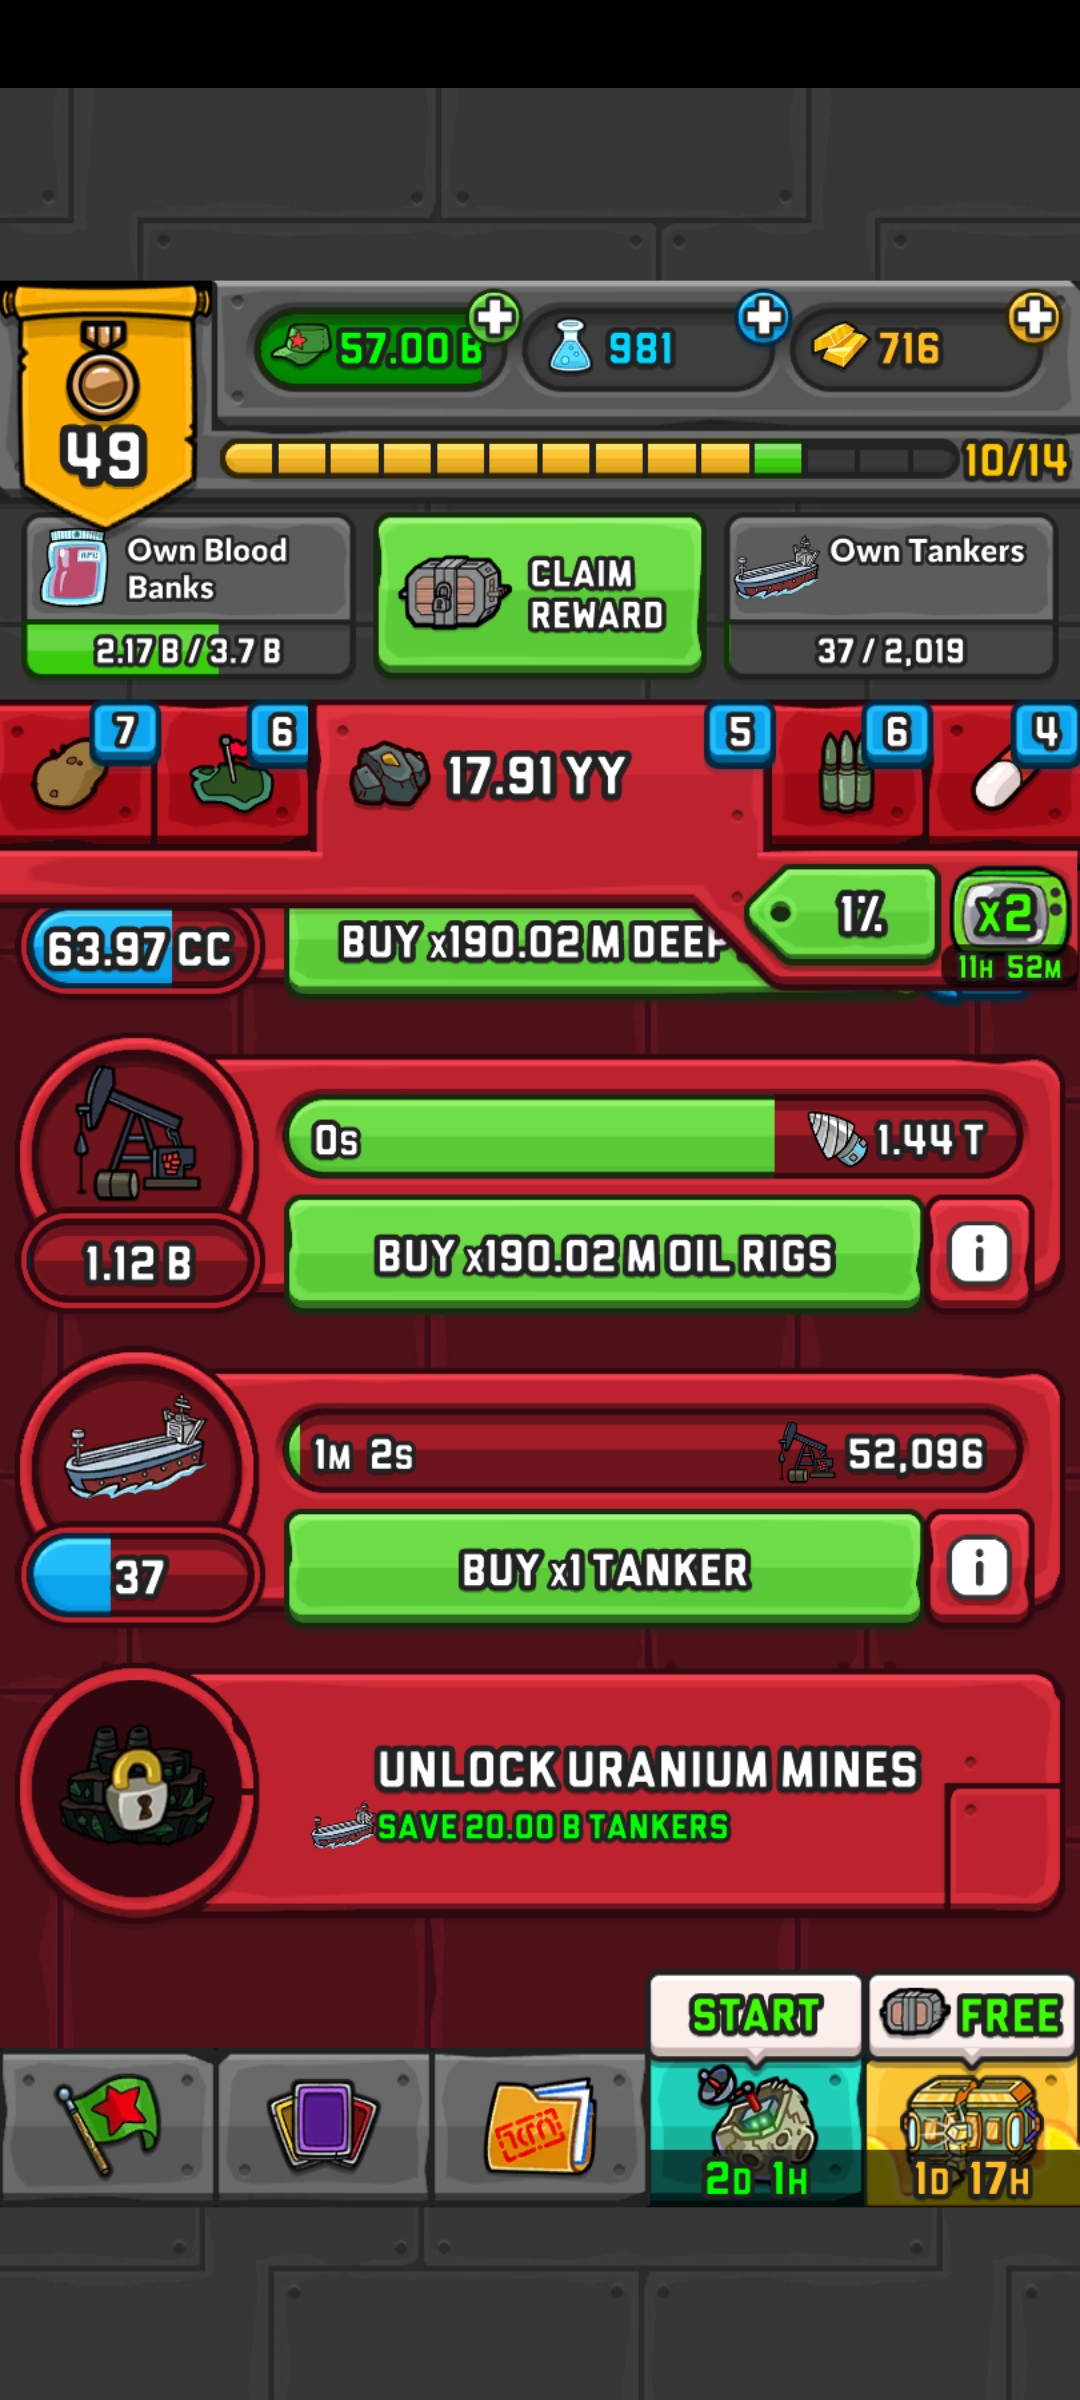 57.00 B
981
716
49
10/14
Own Blood
Banks
2.17 B / 3.7 B
CLAIM
REWARD
Own Tankers
37 / 2,019
7
6
17.91 YY
5
6
4
1%
x2
11H 52M
63.97 CC
BUY x190.02 M DEEP
0s
1.44 T
1.12 B
BUY x190.02 M OIL RIGS
i
1M 2s
52,096
37
BUY x1 TANKER
i
UNLOCK URANIUM MINES
SAVE 20.00 B TANKERS
START
FREE
2D 1H
1D 17H